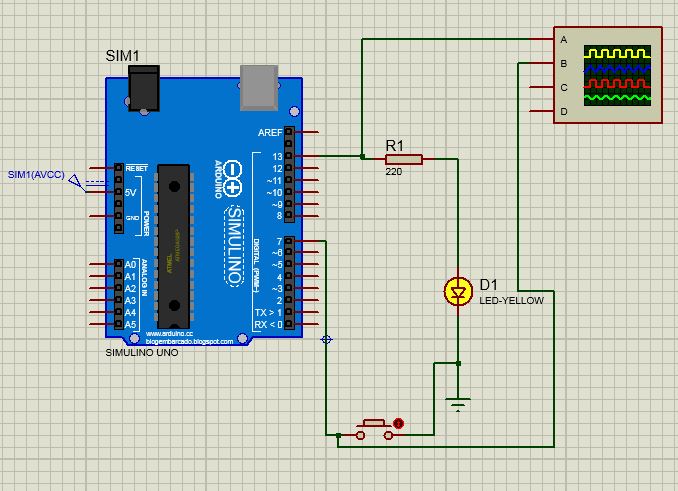 SIM1
A
B
C
D
AREF
13
12
~11
~10
~9
8
7
~6
~5
4
~3
2
TX > 1
RX < 0
RESET
5V
GND
POWER
A0
A1
A2
A3
A4
A5
ANALOG IN
ATMEL
ARDUINO
SIMULINO
DIGITAL (PWM~)
www.arduino.cc
blogembarcado.blogspot.com
SIMULINO UNO
SIM1(AVCC)
R1
220
D1
LED-YELLOW